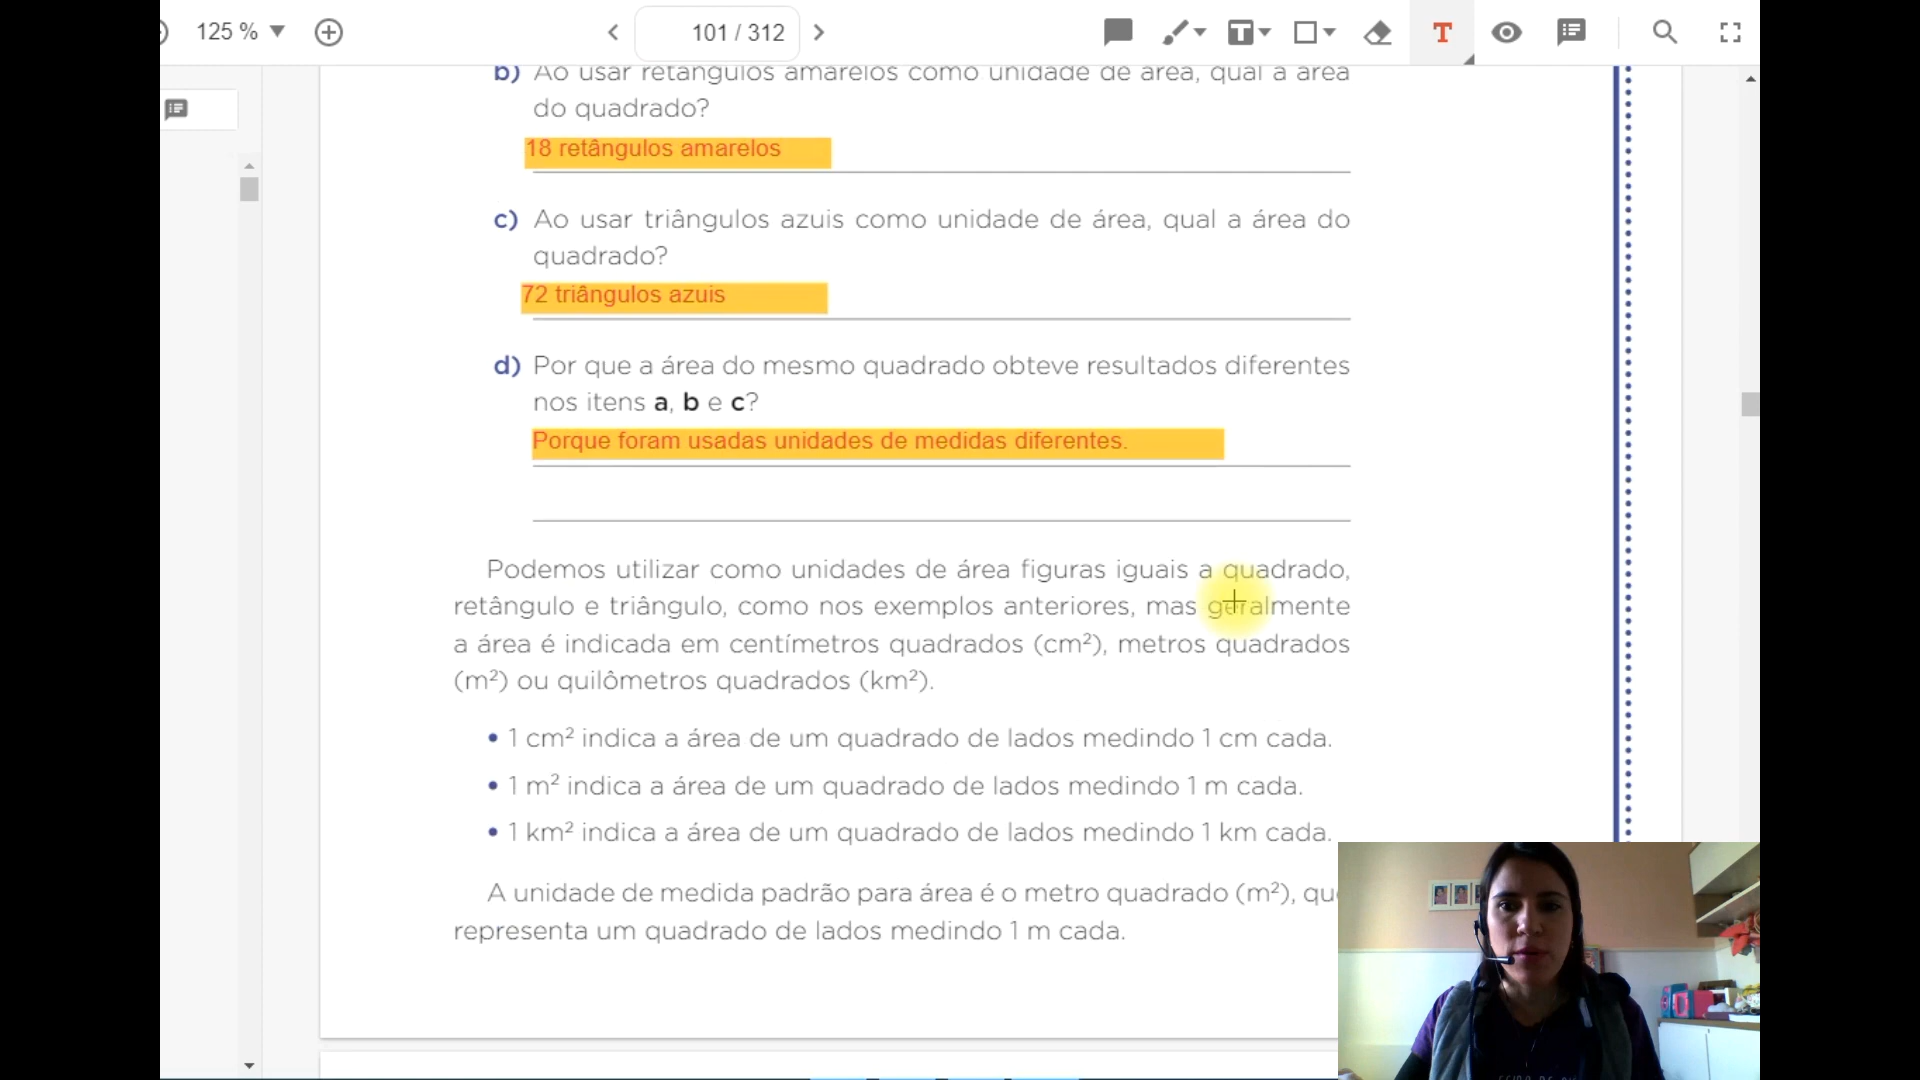 125 %
101 / 312
b) Ao usar retângulos amarelos como unidade de área, qual a área
do quadrado?
18 retângulos amarelos
c) Ao usar triângulos azuis como unidade de área, qual a área do
quadrado?
72 triângulos azuis
d) Por que a área do mesmo quadrado obteve resultados diferentes
nos itens a, b e c?
Porque foram usadas unidades de medidas diferentes.
Podemos utilizar como unidades de área figuras iguais a quadrado,
retângulo e triângulo, como nos exemplos anteriores, mas geralmente
a área é indicada em centímetros quadrados (cm²), metros quadrados
(m²) ou quilômetros quadrados (km²).
• 1 cm² indica a área de um quadrado de lados medindo 1 cm cada.
• 1 m² indica a área de um quadrado de lados medindo 1 m cada.
• 1 km² indica a área de um quadrado de lados medindo 1 km cada.
A unidade de medida padrão para área é o metro quadrado (m²), qu
representa um quadrado de lados medindo 1 m cada.